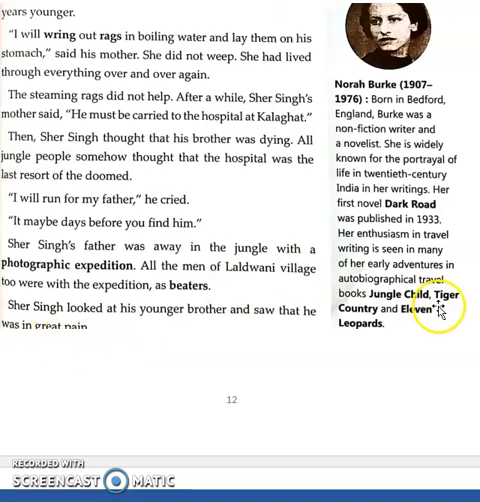 years younger.
“I will wring out rags in boiling water and lay them on his
stomach,” said his mother. She did not weep. She had lived
through everything over and over again.
The steaming rags did not help. After a while, Sher Singh’s
mother said, “He must be carried to the hospital at Kalaghat.”
Then, Sher Singh thought that his brother was dying. All
jungle people somehow thought that the hospital was the
last resort of the doomed.
“I will run for my father,” he cried.
“It maybe days before you find him.”
Sher Singh’s father was away in the jungle with a
photographic expedition. All the men of Laldwani village
too were with the expedition, as beaters.
Sher Singh looked at his younger brother and saw that he
was in great pain
Norah Burke (1907–
1976) : Born in Bedford,
England, Burke was a
non-fiction writer and
a novelist. She is widely
known for the portrayal of
life in twentieth-century
India in her writings. Her
first novel Dark Road
was published in 1933.
Her enthusiasm in travel
writing is seen in many
of her early adventures in
autobiographical travel
books Jungle Child, Tiger
Country and Eleven
Leopards.
12
RECORDED WITH
SCREENCAST MATIC